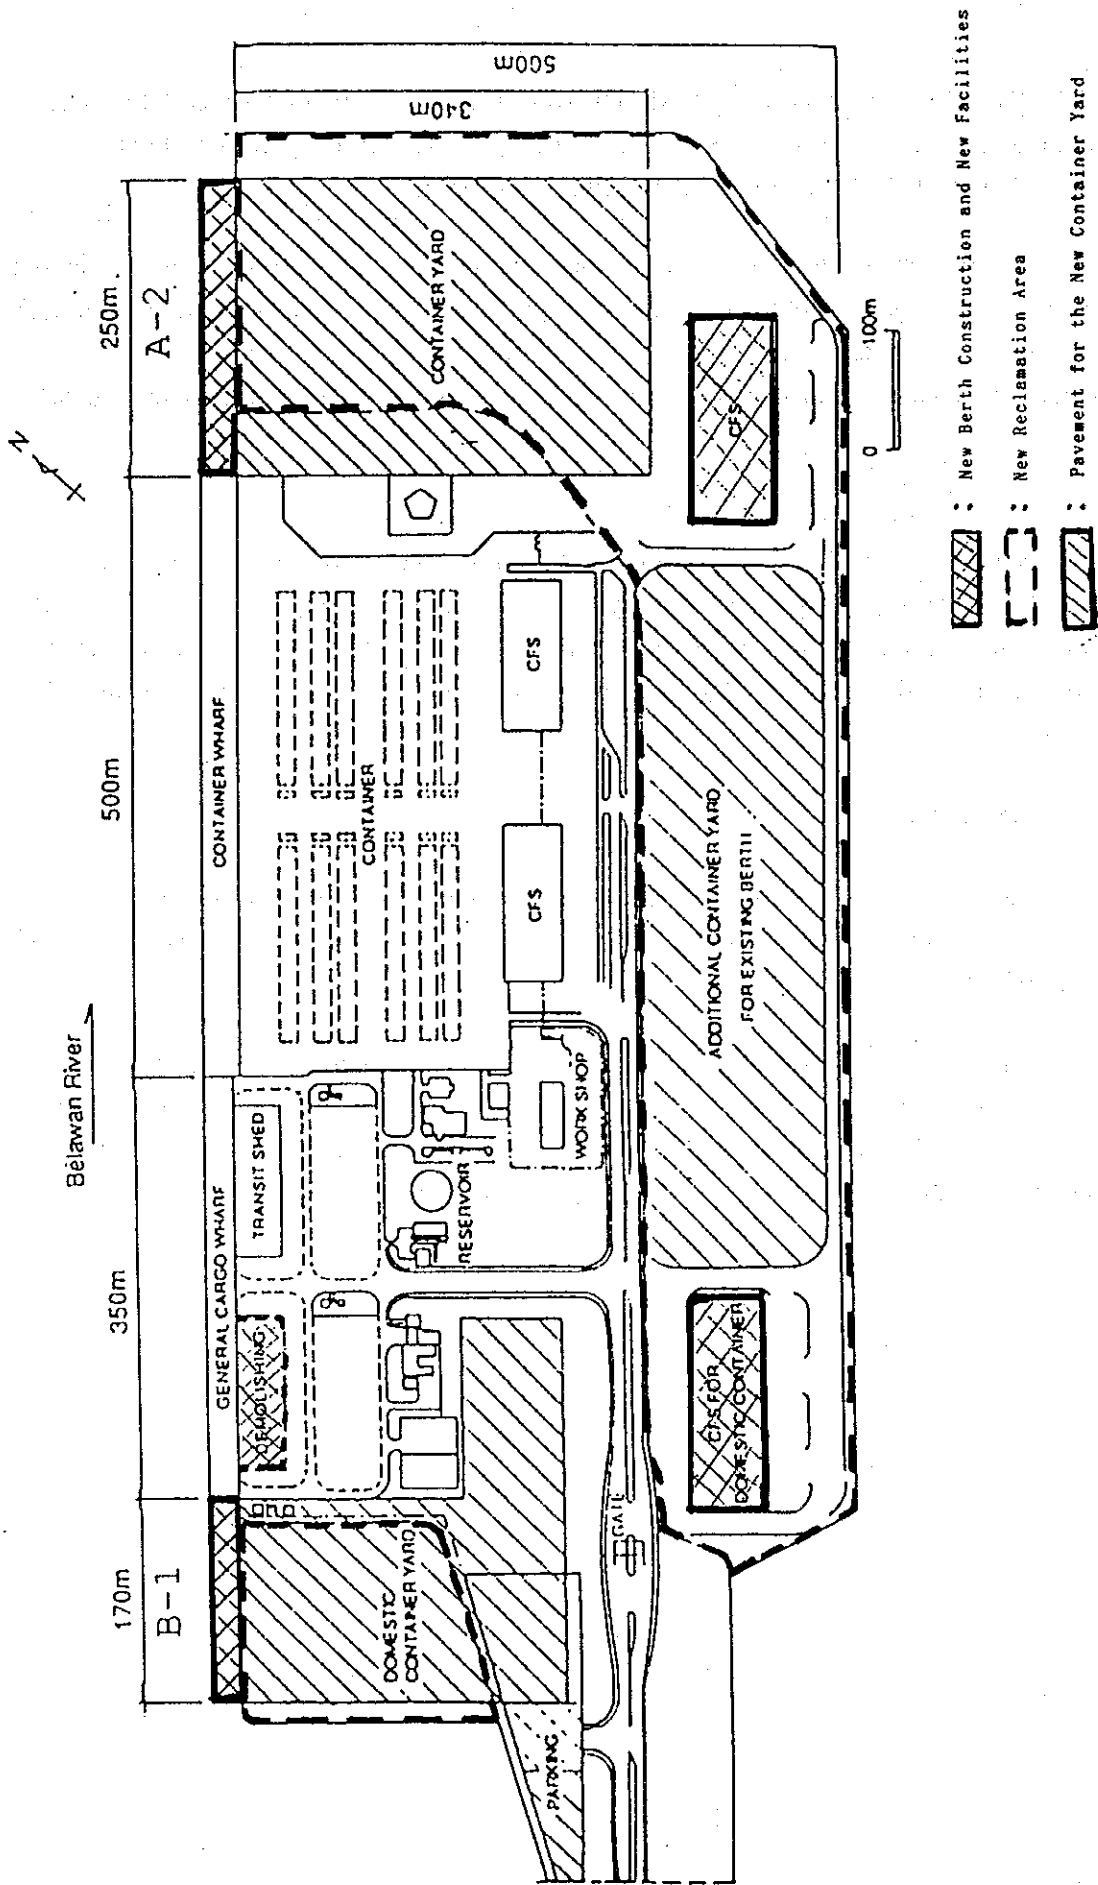 Belawan River
N
170m
350m
500m
250m
B-1
A-2
340m
500m
GENERAL CARGO WHARF
CONTAINER WHARF
DEMOLISHING
TRANSIT SHED
CONTAINER
CONTAINER YARD
DOMESTIC
CONTAINER YARD
RESERVOIR
WORK SHOP
CFS
CFS
PARKING
GATE
CFS FOR
DOMESTIC CONTAINER
ADDITIONAL CONTAINER YARD
FOR EXISTING BERTH
CFS
0 100m
: New Berth Construction and New Facilities
: New Reclamation Area
: Pavement for the New Container Yard